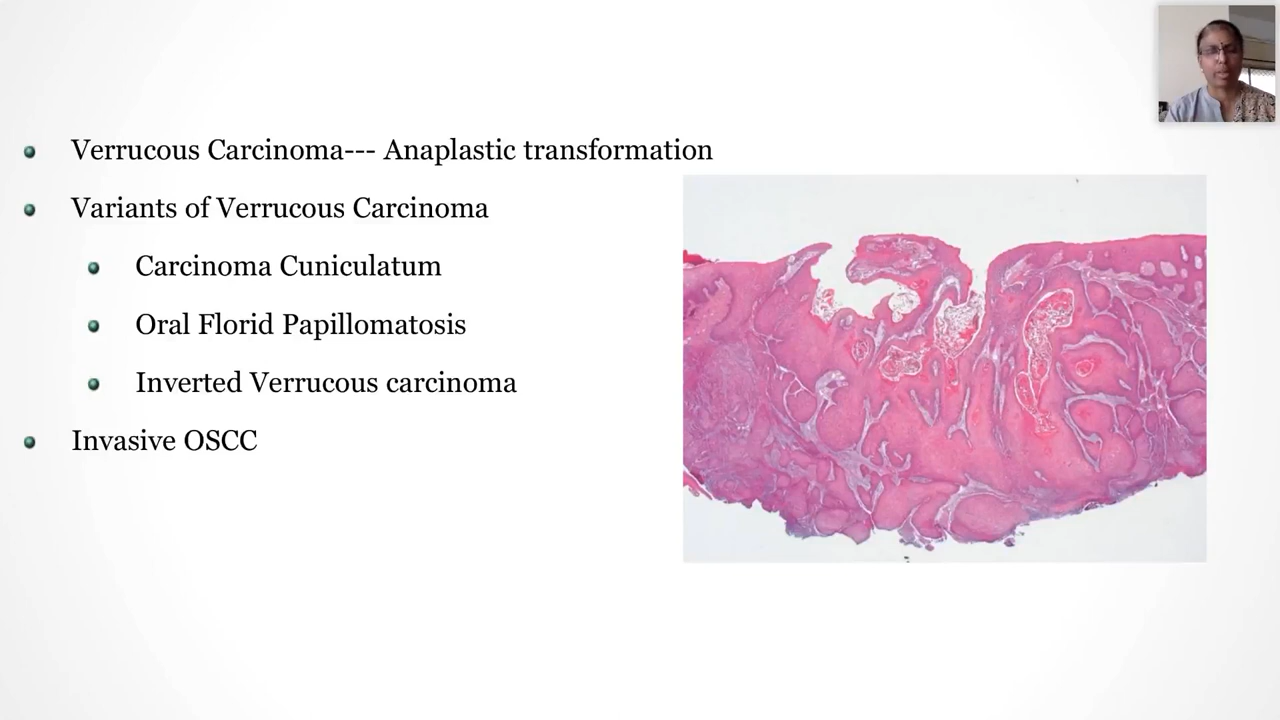 Verrucous Carcinoma--- Anaplastic transformation
Variants of Verrucous Carcinoma
Carcinoma Cuniculatum
Oral Florid Papillomatosis
Inverted Verrucous carcinoma
Invasive OSCC